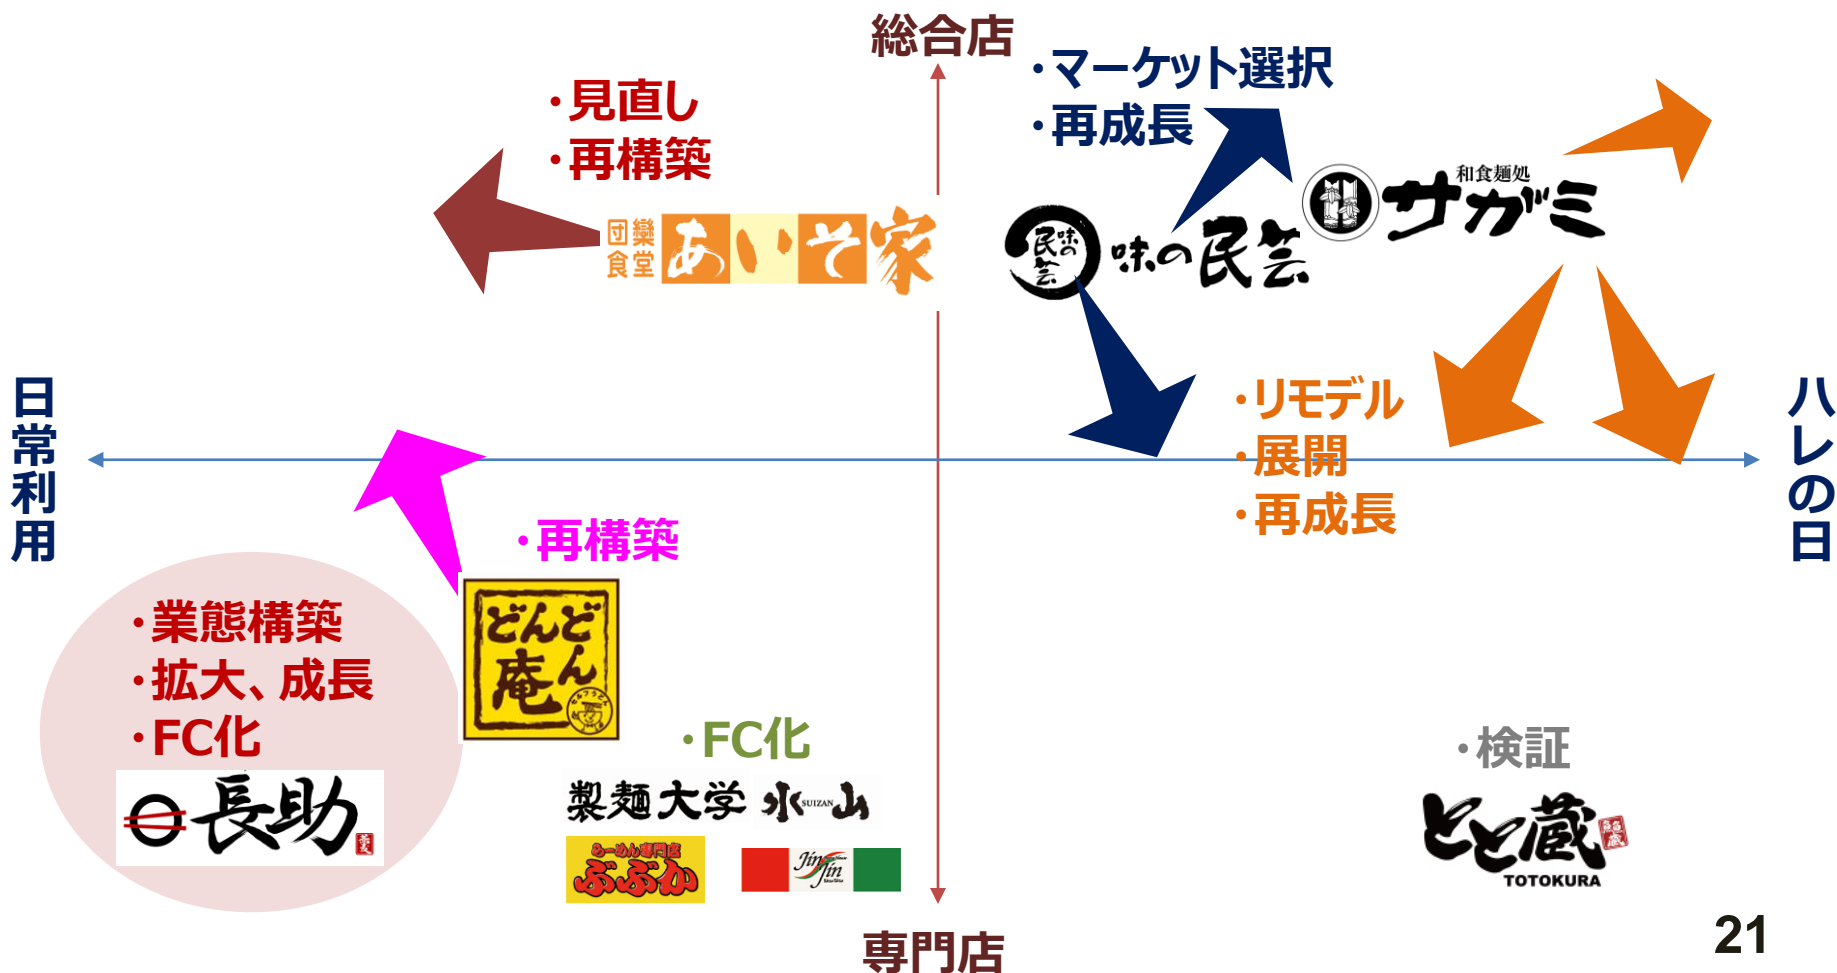 総合店
・マーケット選択
・再成長
・見直し
・再構築
和食麺処
サガミ
団欒食堂
あいそ家
味の民芸
味の民芸
日常利用
ハレの日
・リモデル
・展開
・再成長
・再構築
どんどん庵
・業態構築
・拡大、成長
・FC化
長助
・FC化
製麺大学
水山
SUIZAN
らーめん専門店
ぶぶか
Jin Jin
・検証
とと蔵
TOTOKURA
専門店
21